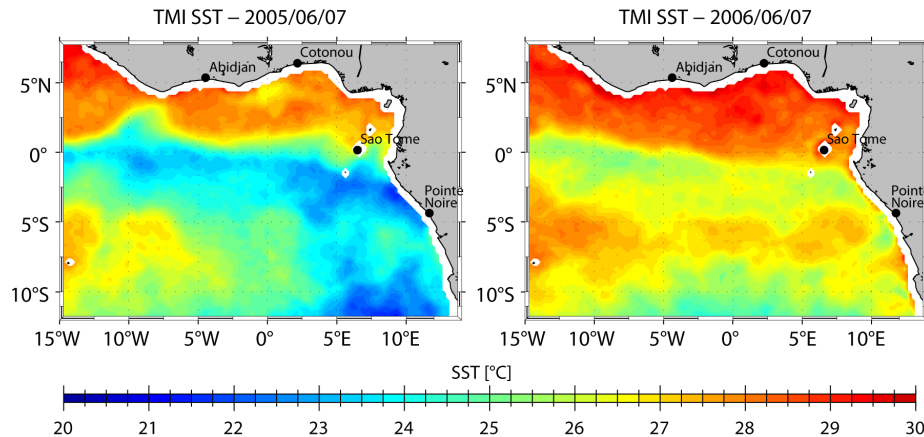 TMI SST – 2005/06/07
TMI SST – 2006/06/07
Cotonou
Abidjan
5°N
Sao Tome
0°
Pointe
Noire
5°S
10°S
15°W 10°W 5°W 0° 5°E 10°E
Cotonou
Abidjan
5°N
Sao Tome
0°
Pointe
Noire
5°S
10°S
15°W 10°W 5°W 0° 5°E 10°E
SST [°C]
20 21 22 23 24 25 26 27 28 29 30